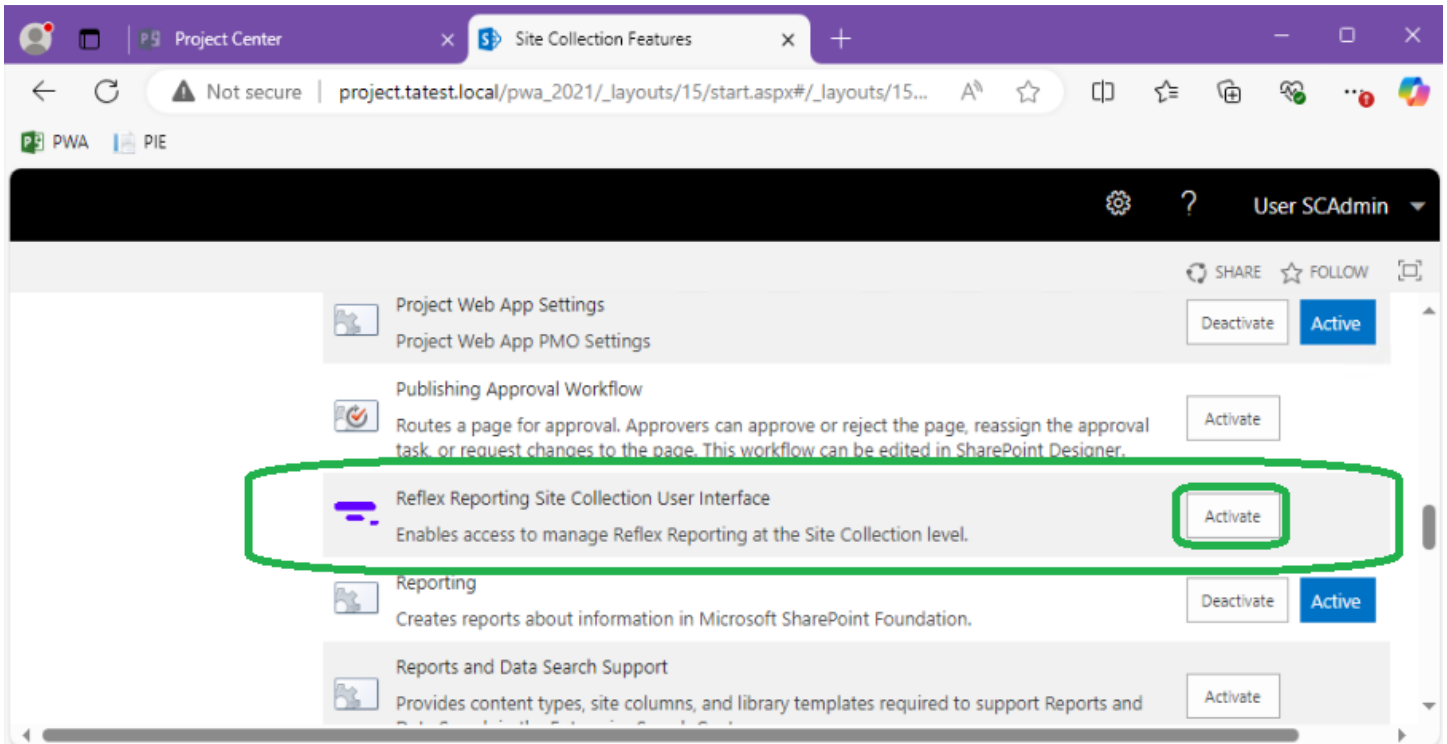 Project Center
Site Collection Features
Not secure
project.tatest.local/pwa_2021/_layouts/15/start.aspx#/_layouts/15...
PWA
PIE
?
User SCAdmin
SHARE
FOLLOW
Project Web App Settings
Project Web App PMO Settings
Deactivate
Active
Publishing Approval Workflow
Routes a page for approval. Approvers can approve or reject the page, reassign the approval
task, or request changes to the page. This workflow can be edited in SharePoint Designer.
Activate
Reflex Reporting Site Collection User Interface
Enables access to manage Reflex Reporting at the Site Collection level.
Activate
Reporting
Creates reports about information in Microsoft SharePoint Foundation.
Deactivate
Active
Reports and Data Search Support
Provides content types, site columns, and library templates required to support Reports and
Activate